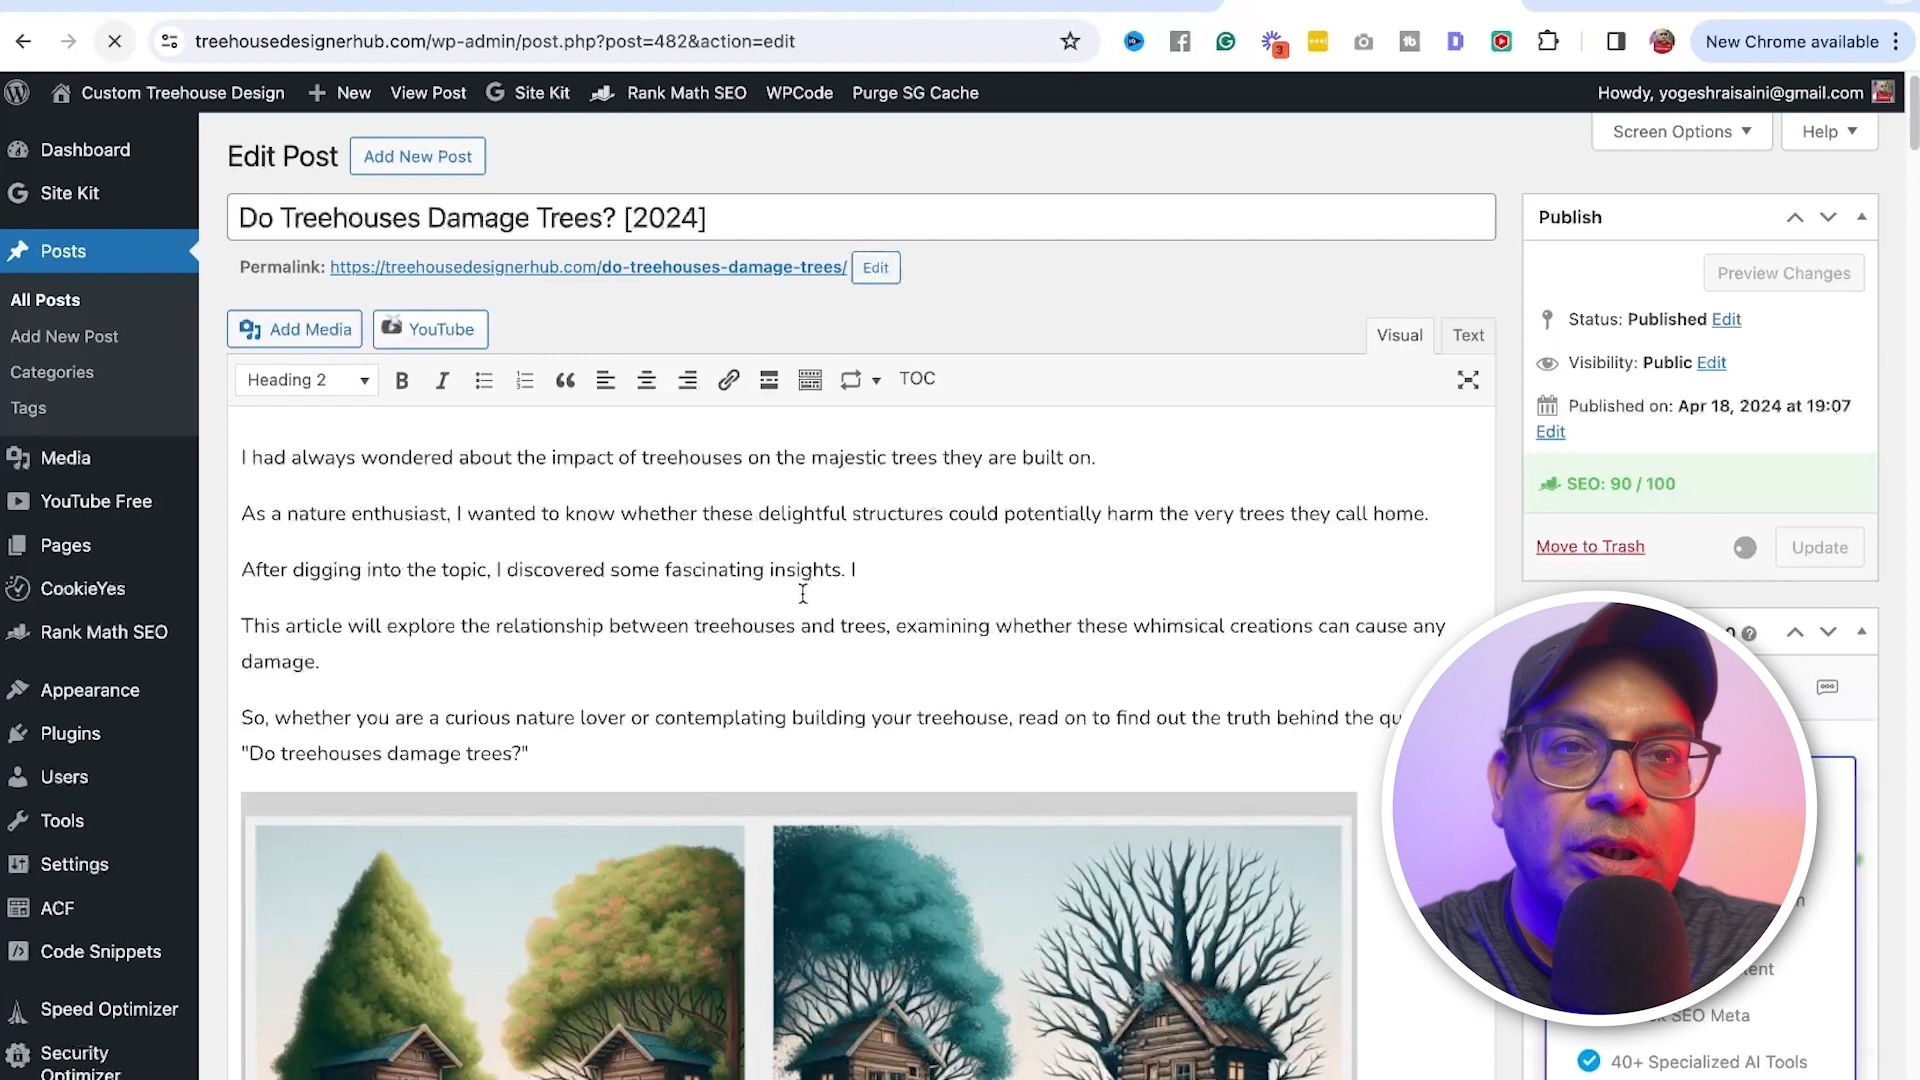 treehousedesignerhub.com/wp-admin/post.php?post=482&action=edit
3
New Chrome available
Custom Treehouse Design
New
View Post
Site Kit
Rank Math SEO
WPCode
Purge SG Cache
Howdy, yogeshraisaini@gmail.com
Screen Options
Help
Dashboard
Site Kit
Posts
All Posts
Add New Post
Categories
Tags
Media
YouTube Free
Pages
CookieYes
Rank Math SEO
Appearance
Plugins
Users
Tools
Settings
ACF
Code Snippets
Speed Optimizer
Security
Optimizer
Edit Post
Add New Post
Do Treehouses Damage Trees? [2024]
Permalink: https://treehousedesignerhub.com/do-treehouses-damage-trees/ Edit
Add Media
YouTube
Visual
Text
Heading 2
TOC
I had always wondered about the impact of treehouses on the majestic trees they are built on.
As a nature enthusiast, I wanted to know whether these delightful structures could potentially harm the very trees they call home.
After digging into the topic, I discovered some fascinating insights. I
This article will explore the relationship between treehouses and trees, examining whether these whimsical creations can cause any
damage.
So, whether you are a curious nature lover or contemplating building your treehouse, read on to find out the truth behind the
"Do treehouses damage trees?"
Publish
Preview Changes
Status: Published Edit
Visibility: Public Edit
Published on: Apr 18, 2024 at 19:07
Edit
SEO: 90 / 100
Move to Trash
Update
SEO Meta
40+ Specialized AI Tools